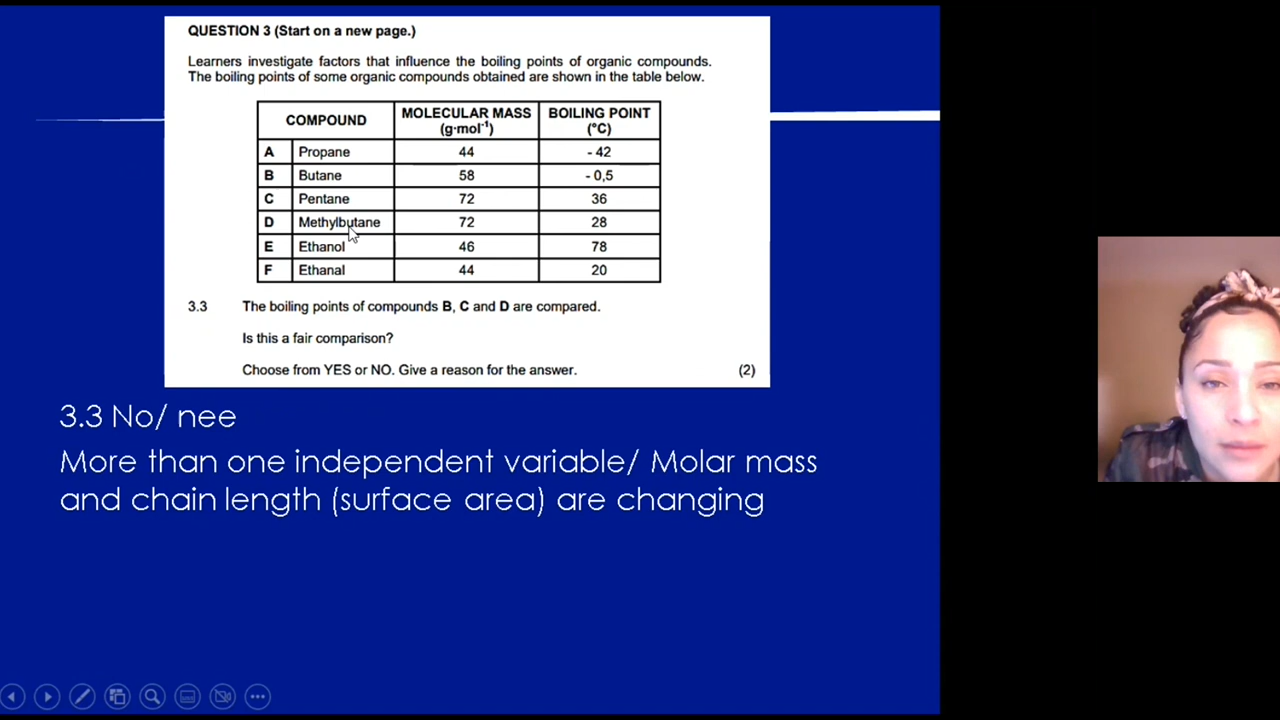 QUESTION 3 (Start on a new page.)
Learners investigate factors that influence the boiling points of organic compounds.
The boiling points of some organic compounds obtained are shown in the table below.
COMPOUND MOLECULAR MASS (g·mol⁻¹) BOILING POINT (°C)
A Propane 44 - 42
B Butane 58 - 0,5
C Pentane 72 36
D Methylbutane 72 28
E Ethanol 46 78
F Ethanal 44 20
3.3 The boiling points of compounds B, C and D are compared.
Is this a fair comparison?
Choose from YES or NO. Give a reason for the answer. (2)
3.3 No/ nee
More than one independent variable/ Molar mass
and chain length (surface area) are changing